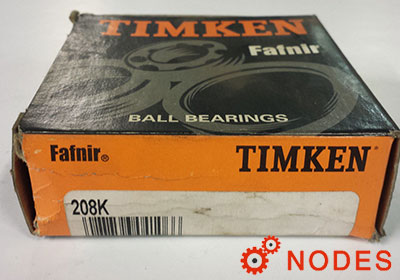 TIMKEN
Fafnir
BALL BEARINGS
Fafnir® TIMKEN
208K
NODES